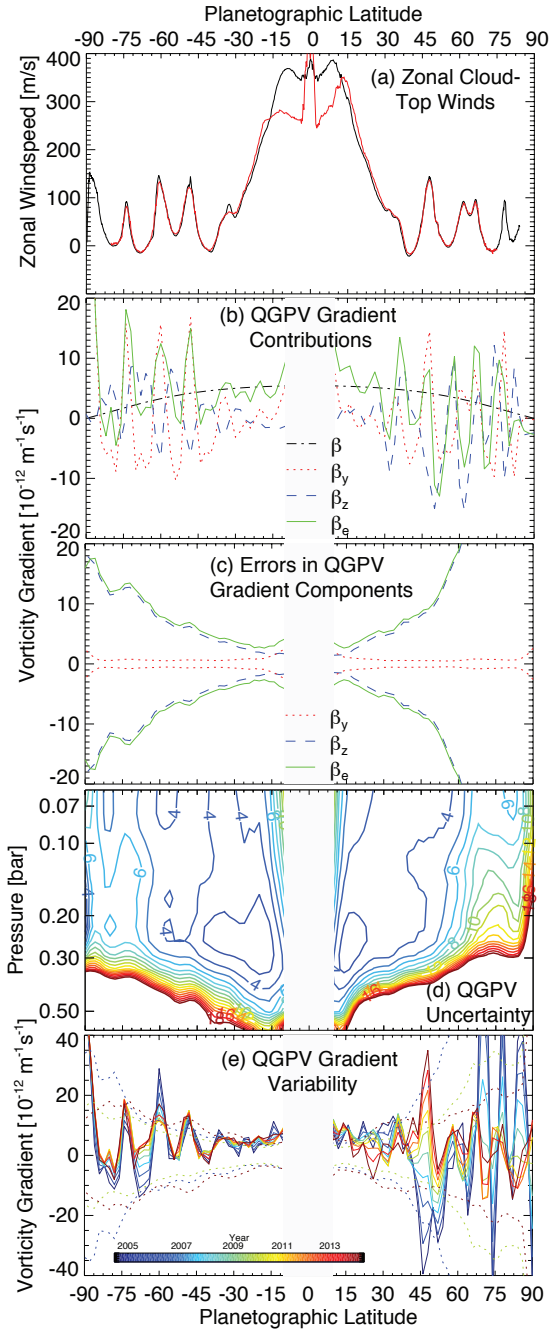 Planetographic Latitude
-90 -75 -60 -45 -30 -15 0 15 30 45 60 75 90
400
300
200
100
0
Zonal Windspeed [m/s]
(a) Zonal Cloud-
Top Winds
20
10
0
-10
-20
Vorticity Gradient [10⁻¹² m⁻¹s⁻¹]
(b) QGPV Gradient
Contributions
β
βy
βz
βe
20
10
0
-10
-20
(c) Errors in QGPV
Gradient Components
βy
βz
βe
0.07
0.10
0.20
0.30
0.50
Pressure [bar]
(d) QGPV
Uncertainty
40
20
0
-20
-40
Vorticity Gradient [10⁻¹² m⁻¹s⁻¹]
(e) QGPV Gradient
Variability
Year
2005 2007 2009 2011 2013
-90 -75 -60 -45 -30 -15 0 15 30 45 60 75 90
Planetographic Latitude